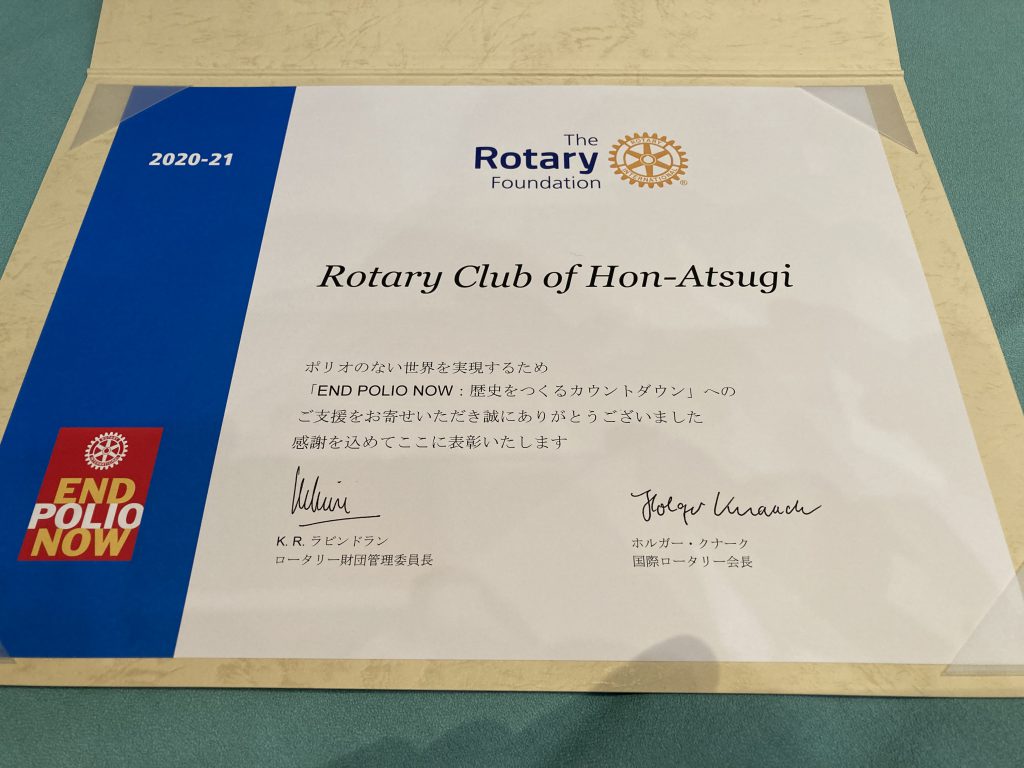 2020-21
The
Rotary
Foundation
ROTARY
INTERNATIONAL
®
Rotary Club of Hon-Atsugi
ポリオのない世界を実現するため
「END POLIO NOW：歴史をつくるカウントダウン」への
ご支援をお寄せいただき誠にありがとうございました
感謝を込めてここに表彰いたします
END
POLIO
NOW
Holger Knaack
K. R. ラビンドラン
ロータリー財団管理委員長
ホルガー・クナーク
国際ロータリー会長